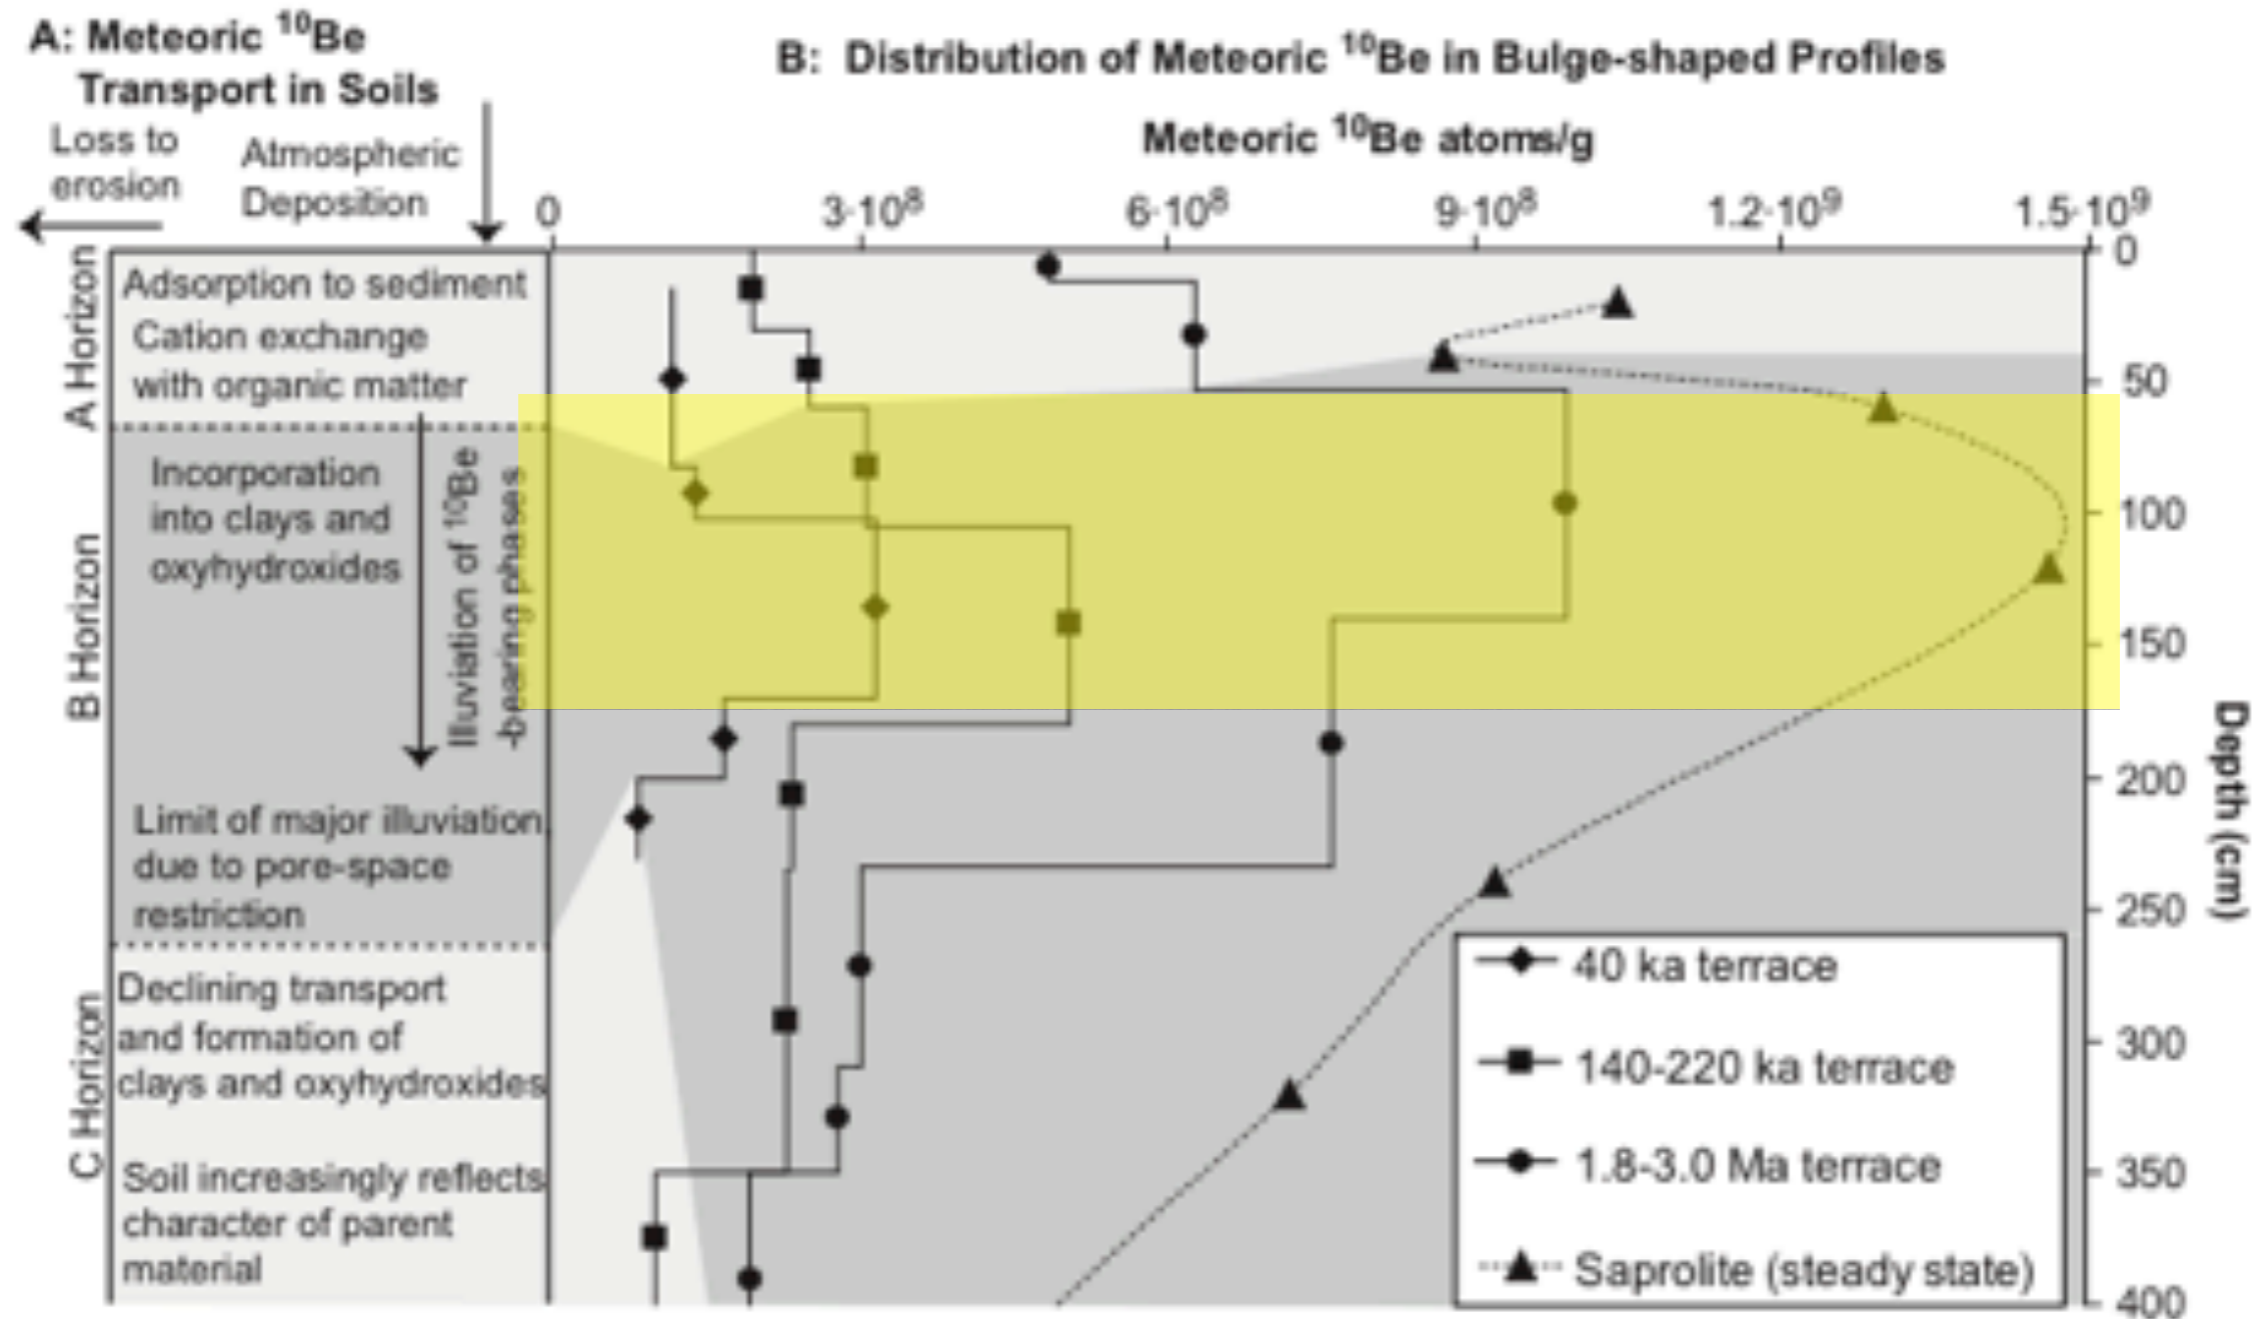 A: Meteoric ¹⁰Be
Transport in Soils
Loss to
erosion
Atmospheric
Deposition
B: Distribution of Meteoric ¹⁰Be in Bulge-shaped Profiles
Meteoric ¹⁰Be atoms/g
0 3·10⁸ 6·10⁸ 9·10⁸ 1.2·10⁹ 1.5·10⁹
A Horizon
Adsorption to sediment
Cation exchange
with organic matter
B Horizon
Incorporation
into clays and
oxyhydroxides
Illuviation of ¹⁰Be
-bearing phases
Limit of major illuviation
due to pore-space
restriction
C Horizon
Declining transport
and formation of
clays and oxyhydroxides
Soil increasingly reflects
character of parent
material
0
50
100
150
200
250
300
350
400
Depth (cm)
40 ka terrace
140-220 ka terrace
1.8-3.0 Ma terrace
Saprolite (steady state)